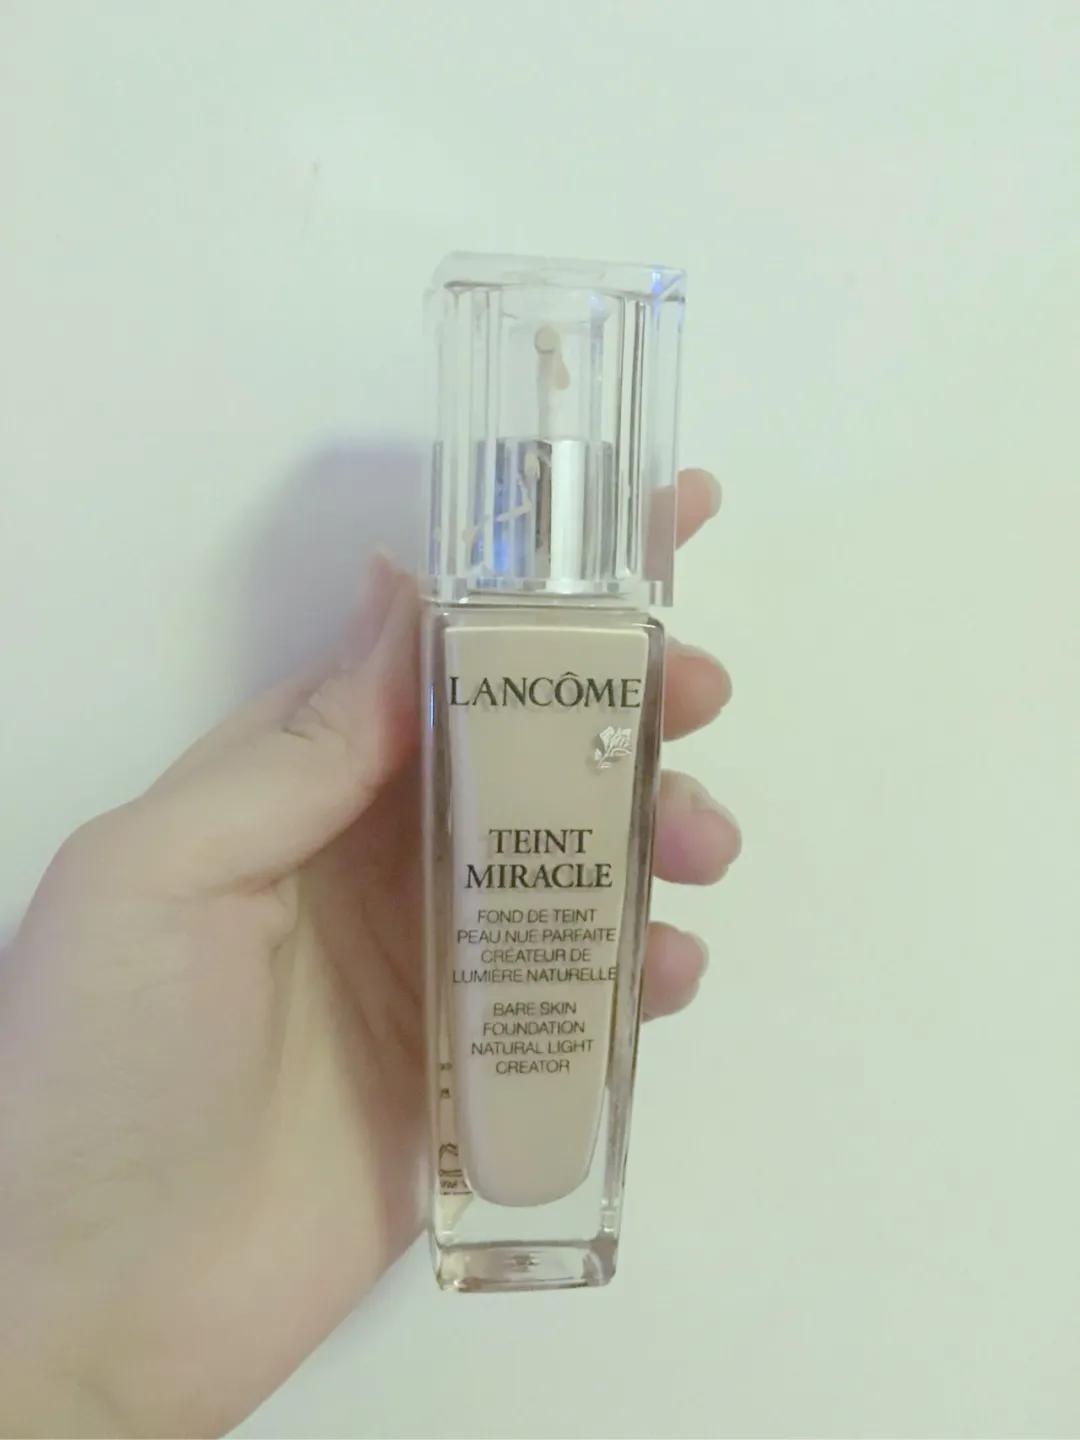 LANCÔME
TEINT
MIRACLE
FOND DE TEINT
PEAU NUE PARFAITE
CRÉATEUR DE
LUMIÈRE NATURELLE
BARE SKIN
FOUNDATION
NATURAL LIGHT
CREATOR